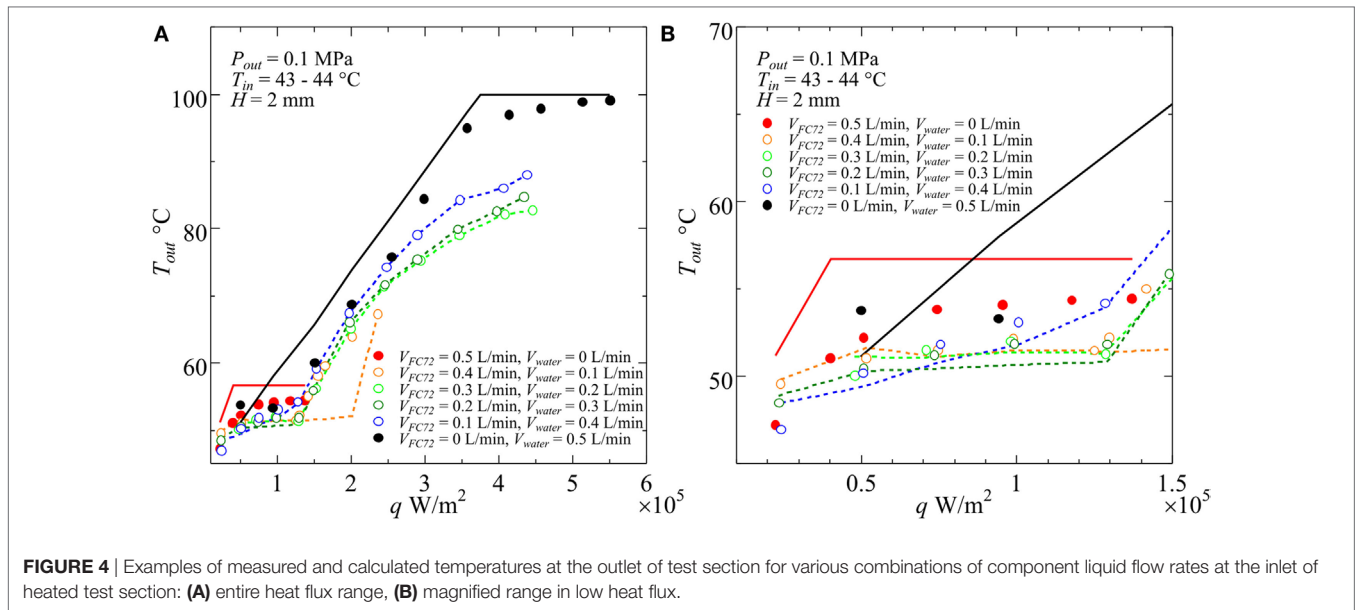 A
P_out = 0.1 MPa
T_in = 43 - 44 °C
H = 2 mm
100
80
60
T_out °C
V_FC72 = 0.5 L/min, V_water = 0 L/min
V_FC72 = 0.4 L/min, V_water = 0.1 L/min
V_FC72 = 0.3 L/min, V_water = 0.2 L/min
V_FC72 = 0.2 L/min, V_water = 0.3 L/min
V_FC72 = 0.1 L/min, V_water = 0.4 L/min
V_FC72 = 0 L/min, V_water = 0.5 L/min
1 2 3 4 5 6
q W/m²
×10⁵
B
P_out = 0.1 MPa
T_in = 43 - 44 °C
H = 2 mm
V_FC72 = 0.5 L/min, V_water = 0 L/min
V_FC72 = 0.4 L/min, V_water = 0.1 L/min
V_FC72 = 0.3 L/min, V_water = 0.2 L/min
V_FC72 = 0.2 L/min, V_water = 0.3 L/min
V_FC72 = 0.1 L/min, V_water = 0.4 L/min
V_FC72 = 0 L/min, V_water = 0.5 L/min
70
60
50
T_out °C
0.5 1 1.5
q W/m²
×10⁵
FIGURE 4 | Examples of measured and calculated temperatures at the outlet of test section for various combinations of component liquid flow rates at the inlet of
heated test section: (A) entire heat flux range, (B) magnified range in low heat flux.